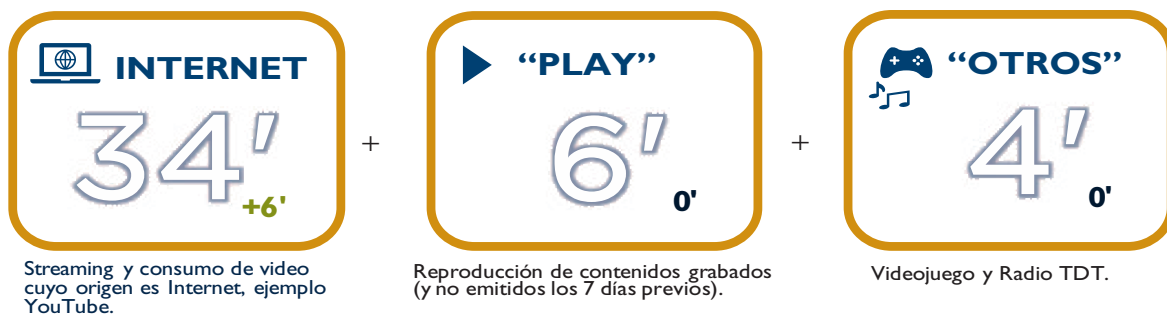 INTERNET
34'
+6'
Streaming y consumo de video
cuyo origen es Internet, ejemplo
YouTube.
+
“PLAY”
6'
0'
Reproducción de contenidos grabados
(y no emitidos los 7 días previos).
+
“OTROS”
4'
0'
Videojuego y Radio TDT.